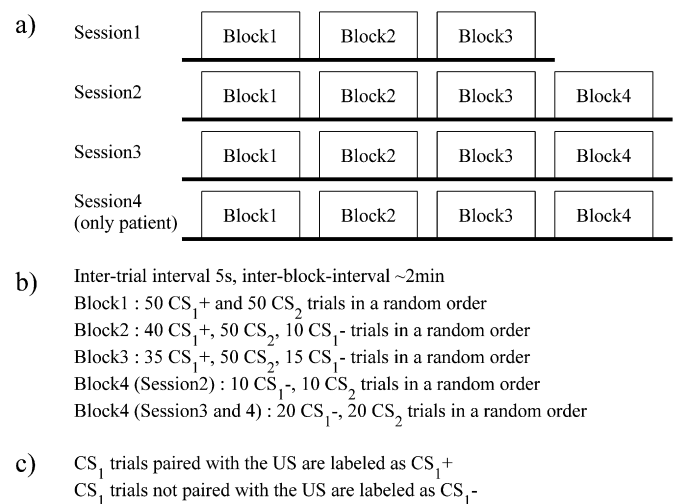 a)
Session1 Block1 Block2 Block3
Session2 Block1 Block2 Block3 Block4
Session3 Block1 Block2 Block3 Block4
Session4
(only patient) Block1 Block2 Block3 Block4
b)
Inter-trial interval 5s, inter-block-interval ~2min
Block1 : 50 CS₁+ and 50 CS₂ trials in a random order
Block2 : 40 CS₁+, 50 CS₂, 10 CS₁- trials in a random order
Block3 : 35 CS₁+, 50 CS₂, 15 CS₁- trials in a random order
Block4 (Session2) : 10 CS₁-, 10 CS₂ trials in a random order
Block4 (Session3 and 4) : 20 CS₁-, 20 CS₂ trials in a random order
c)
CS₁ trials paired with the US are labeled as CS₁+
CS₁ trials not paired with the US are labeled as CS₁-